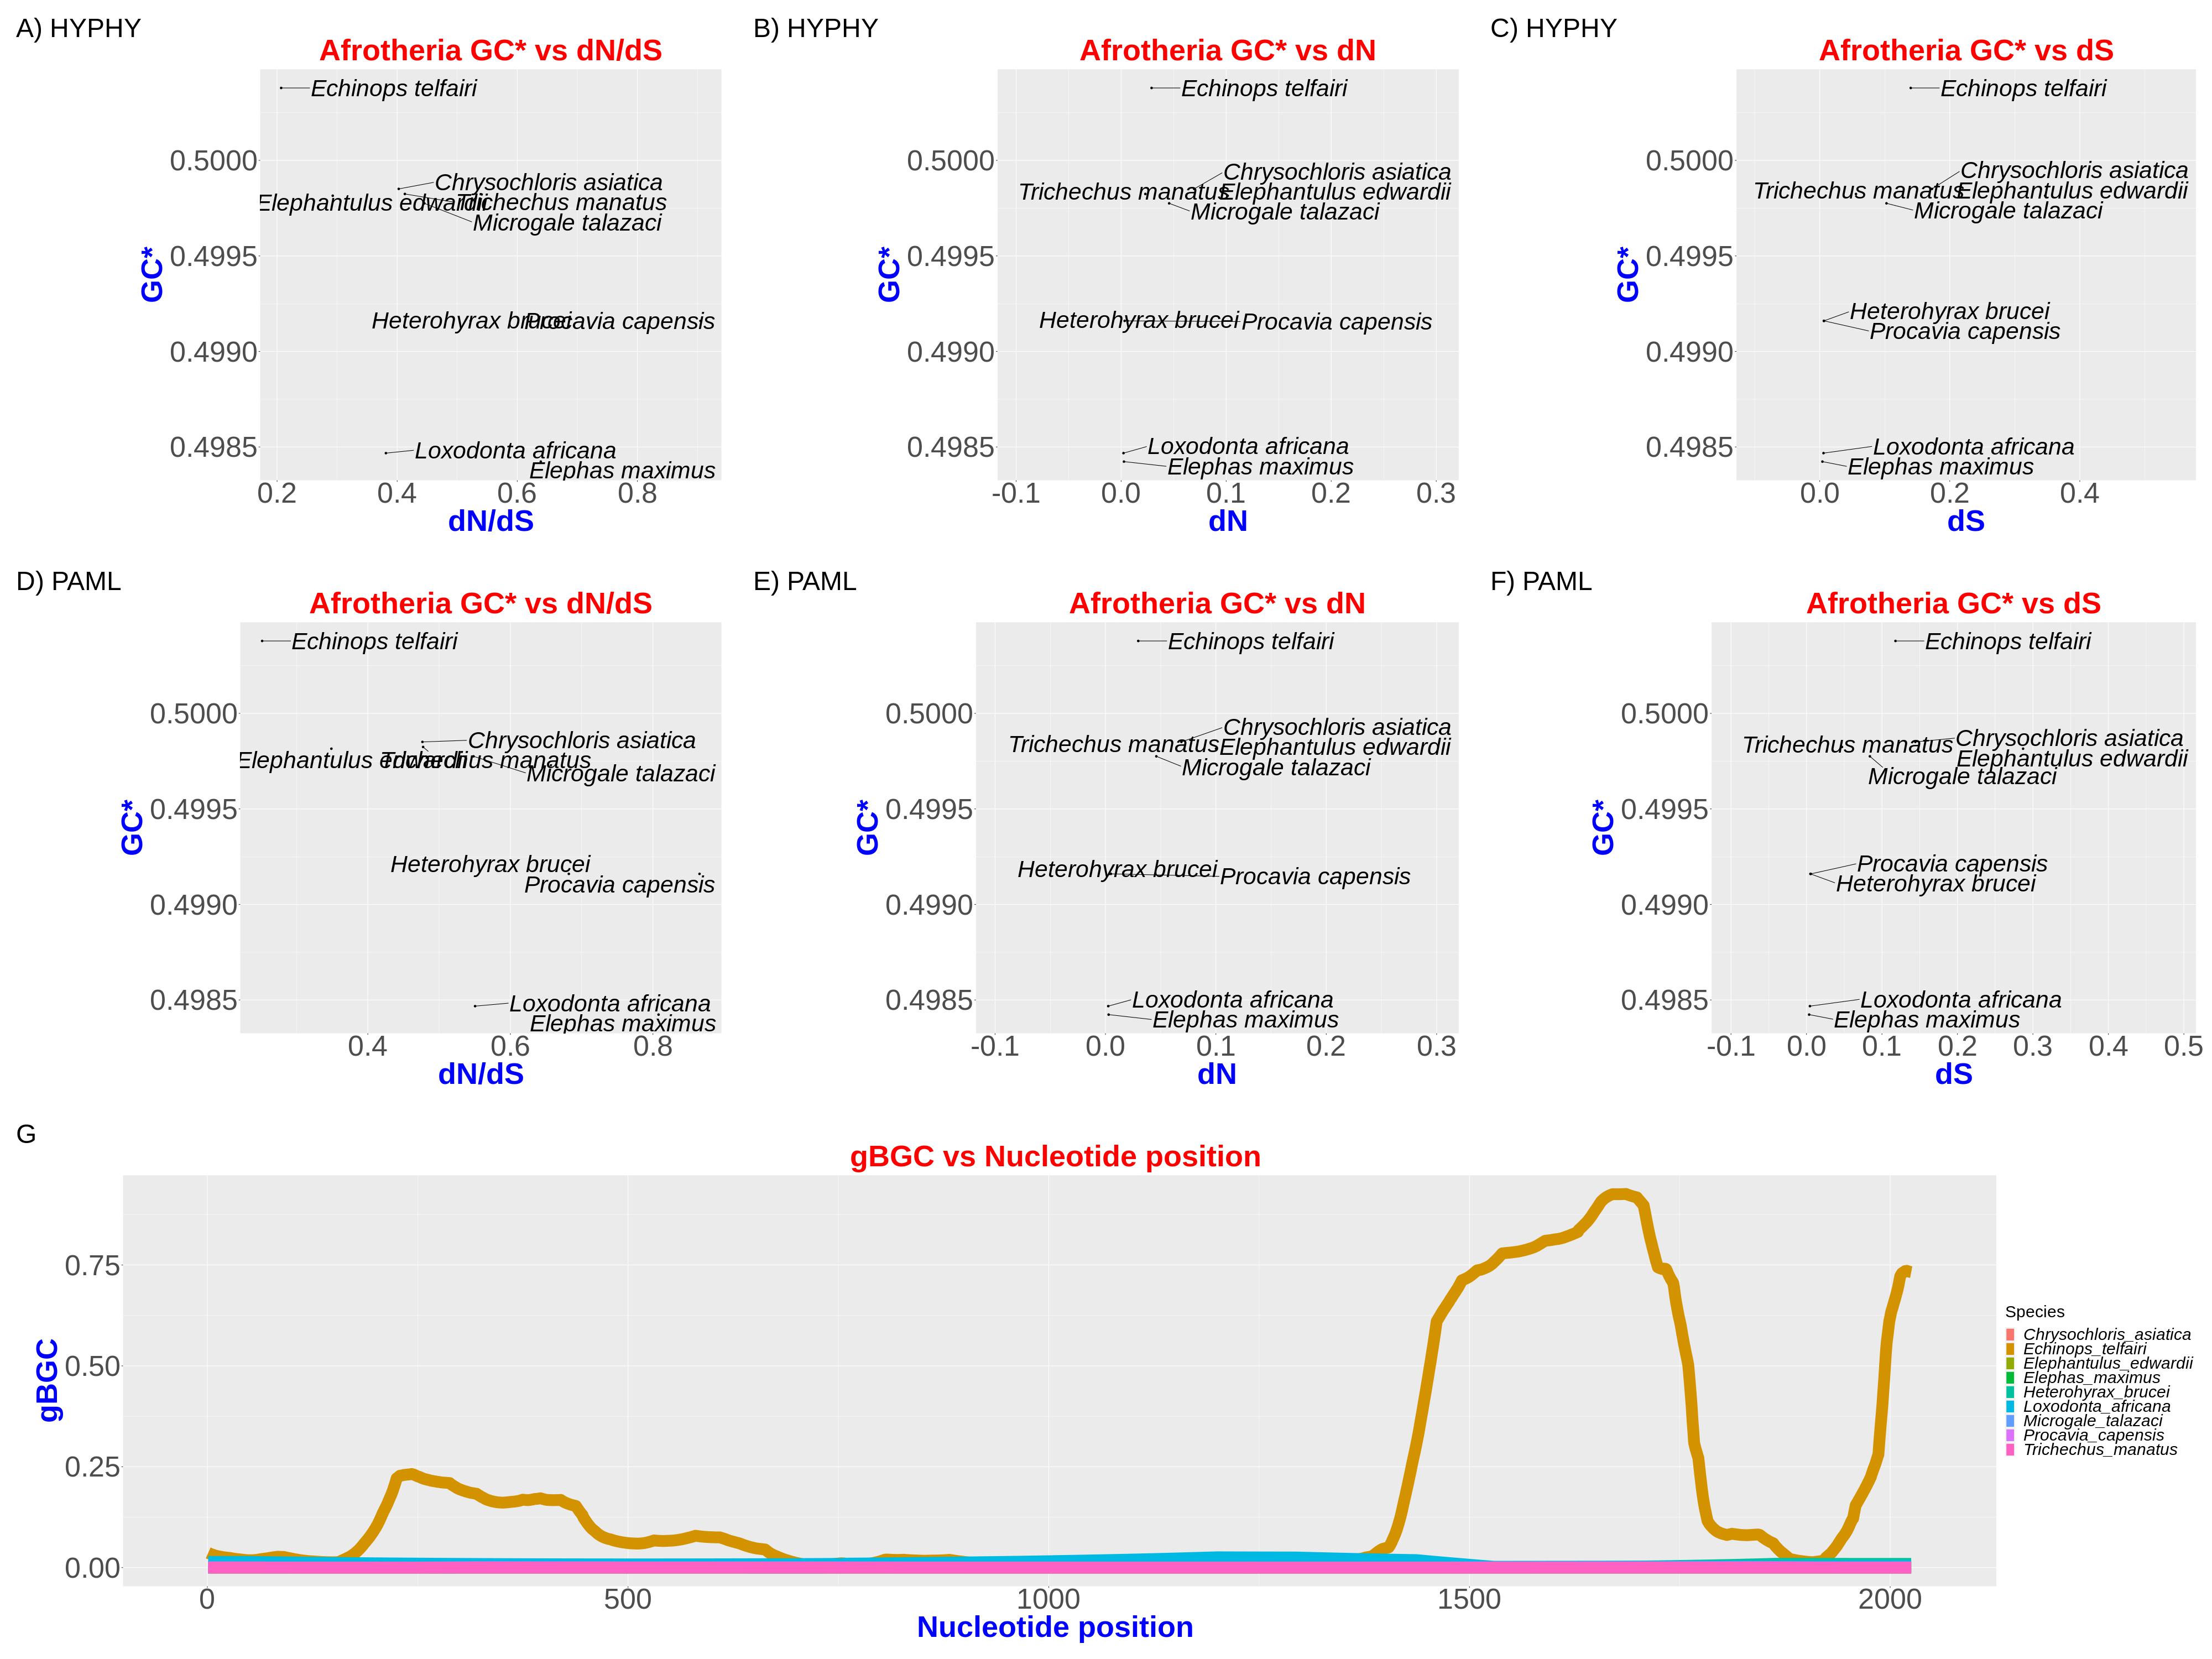 A) HYPHY
Afrotheria GC* vs dN/dS
Echinops telfairi
Chrysochloris asiatica
Elephantulus edwardii
Trichechus manatus
Microgale talazaci
Heterohyrax brucei
Procavia capensis
Loxodonta africana
Elephas maximus
0.5000
0.4995
0.4990
0.4985
GC*
0.2 0.4 0.6 0.8
dN/dS
B) HYPHY
Afrotheria GC* vs dN
Echinops telfairi
Chrysochloris asiatica
Trichechus manatus
Elephantulus edwardii
Microgale talazaci
Heterohyrax brucei
Procavia capensis
Loxodonta africana
Elephas maximus
0.5000
0.4995
0.4990
0.4985
GC*
-0.1 0.0 0.1 0.2 0.3
dN
C) HYPHY
Afrotheria GC* vs dS
Echinops telfairi
Chrysochloris asiatica
Trichechus manatus
Elephantulus edwardii
Microgale talazaci
Heterohyrax brucei
Procavia capensis
Loxodonta africana
Elephas maximus
0.5000
0.4995
0.4990
0.4985
GC*
0.0 0.2 0.4
dS
D) PAML
Afrotheria GC* vs dN/dS
Echinops telfairi
Chrysochloris asiatica
Elephantulus edwardii
Trichechus manatus
Microgale talazaci
Heterohyrax brucei
Procavia capensis
Loxodonta africana
Elephas maximus
0.5000
0.4995
0.4990
0.4985
GC*
0.4 0.6 0.8
dN/dS
E) PAML
Afrotheria GC* vs dN
Echinops telfairi
Chrysochloris asiatica
Trichechus manatus
Elephantulus edwardii
Microgale talazaci
Heterohyrax brucei
Procavia capensis
Loxodonta africana
Elephas maximus
0.5000
0.4995
0.4990
0.4985
GC*
-0.1 0.0 0.1 0.2 0.3
dN
F) PAML
Afrotheria GC* vs dS
Echinops telfairi
Trichechus manatus
Chrysochloris asiatica
Elephantulus edwardii
Microgale talazaci
Procavia capensis
Heterohyrax brucei
Loxodonta africana
Elephas maximus
0.5000
0.4995
0.4990
0.4985
GC*
-0.1 0.0 0.1 0.2 0.3 0.4 0.5
dS
G
gBGC vs Nucleotide position
0.75
0.50
0.25
0.00
gBGC
0 500 1000 1500 2000
Nucleotide position
Species
Chrysochloris_asiatica
Echinops_telfairi
Elephantulus_edwardii
Elephas_maximus
Heterohyrax_brucei
Loxodonta_africana
Microgale_talazaci
Procavia_capensis
Trichechus_manatus